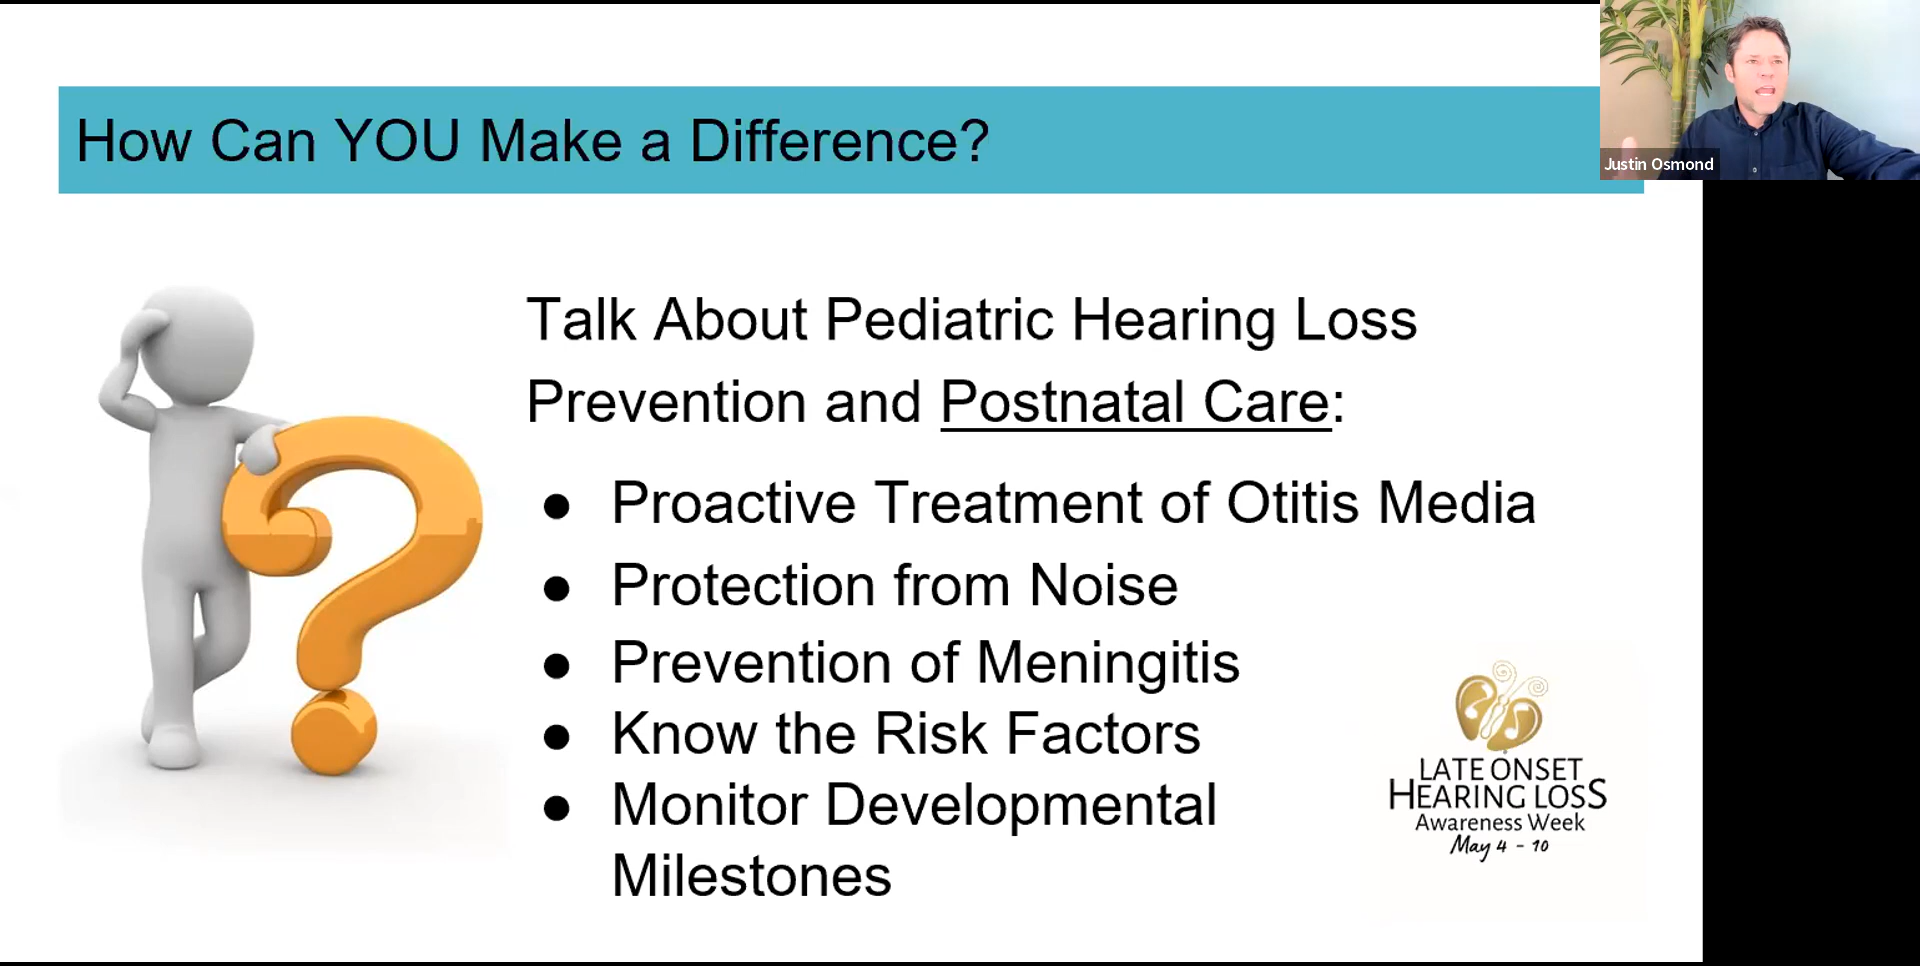 How Can YOU Make a Difference?
Justin Osmond
Talk About Pediatric Hearing Loss
Prevention and Postnatal Care:
● Proactive Treatment of Otitis Media
● Protection from Noise
● Prevention of Meningitis
● Know the Risk Factors
● Monitor Developmental
Milestones
LATE ONSET
HEARING LOSS
Awareness Week
May 4 - 10